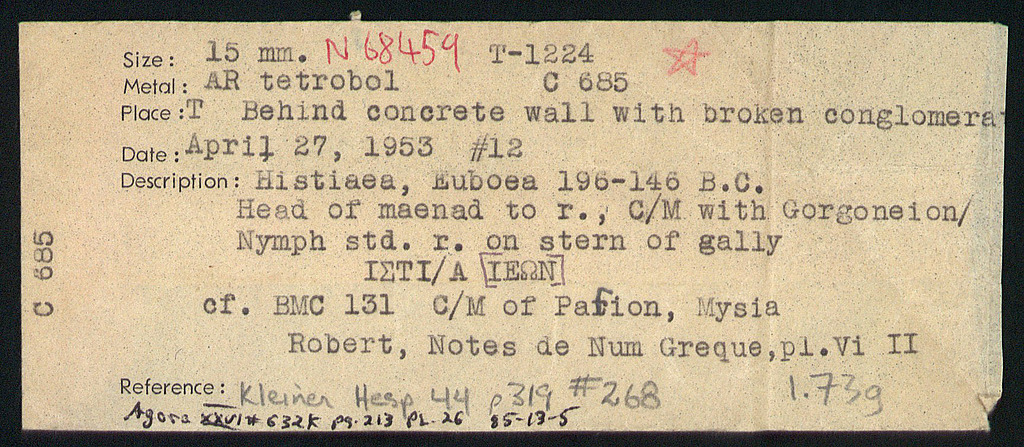 Size: 15 mm. N 68459 T-1224
Metal: AR tetrobol C 685
Place: T Behind concrete wall with broken conglomera
Date: April 27, 1953 #12
Description: Histiaea, Euboea 196-146 B.C.
Head of maenad to r., C/M with Gorgoneion/
Nymph std. r. on stern of gally
ΙΣΤΙ/Α [ΙΕΩΝ]
cf. BMC 131 C/M of Parion, Mysia
Robert, Notes de Num Greque, pl.Vi II
Reference: Kleiner Hesp 44 p319 #268 1.73g
Agora XXVI # 632k pg. 213 PL. 26 85-13-5
C 685